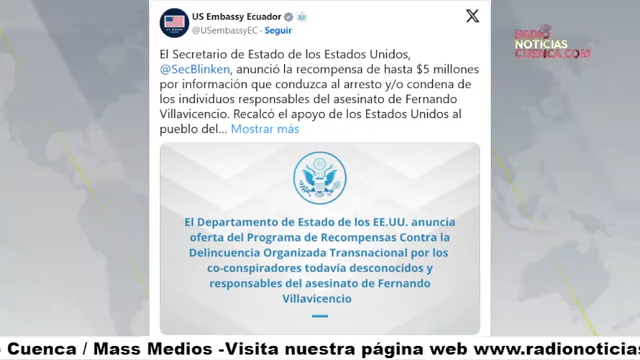 US Embassy Ecuador
@USembassyEC · Seguir
X
RADIO
NOTICIAS
CUENCA.COM
El Secretario de Estado de los Estados Unidos,
@SecBlinken, anunció la recompensa de hasta $5 millones
por información que conduzca al arresto y/o condena de
los individuos responsables del asesinato de Fernando
Villavicencio. Recalcó el apoyo de los Estados Unidos al
pueblo del... Mostrar más
El Departamento de Estado de los EE.UU. anuncia
oferta del Programa de Recompensas Contra la
Delincuencia Organizada Transnacional por los
co-conspiradores todavía desconocidos y
responsables del asesinato de Fernando
Villavicencio
Cuenca / Mass Medios -Visita nuestra página web www.radionoticias